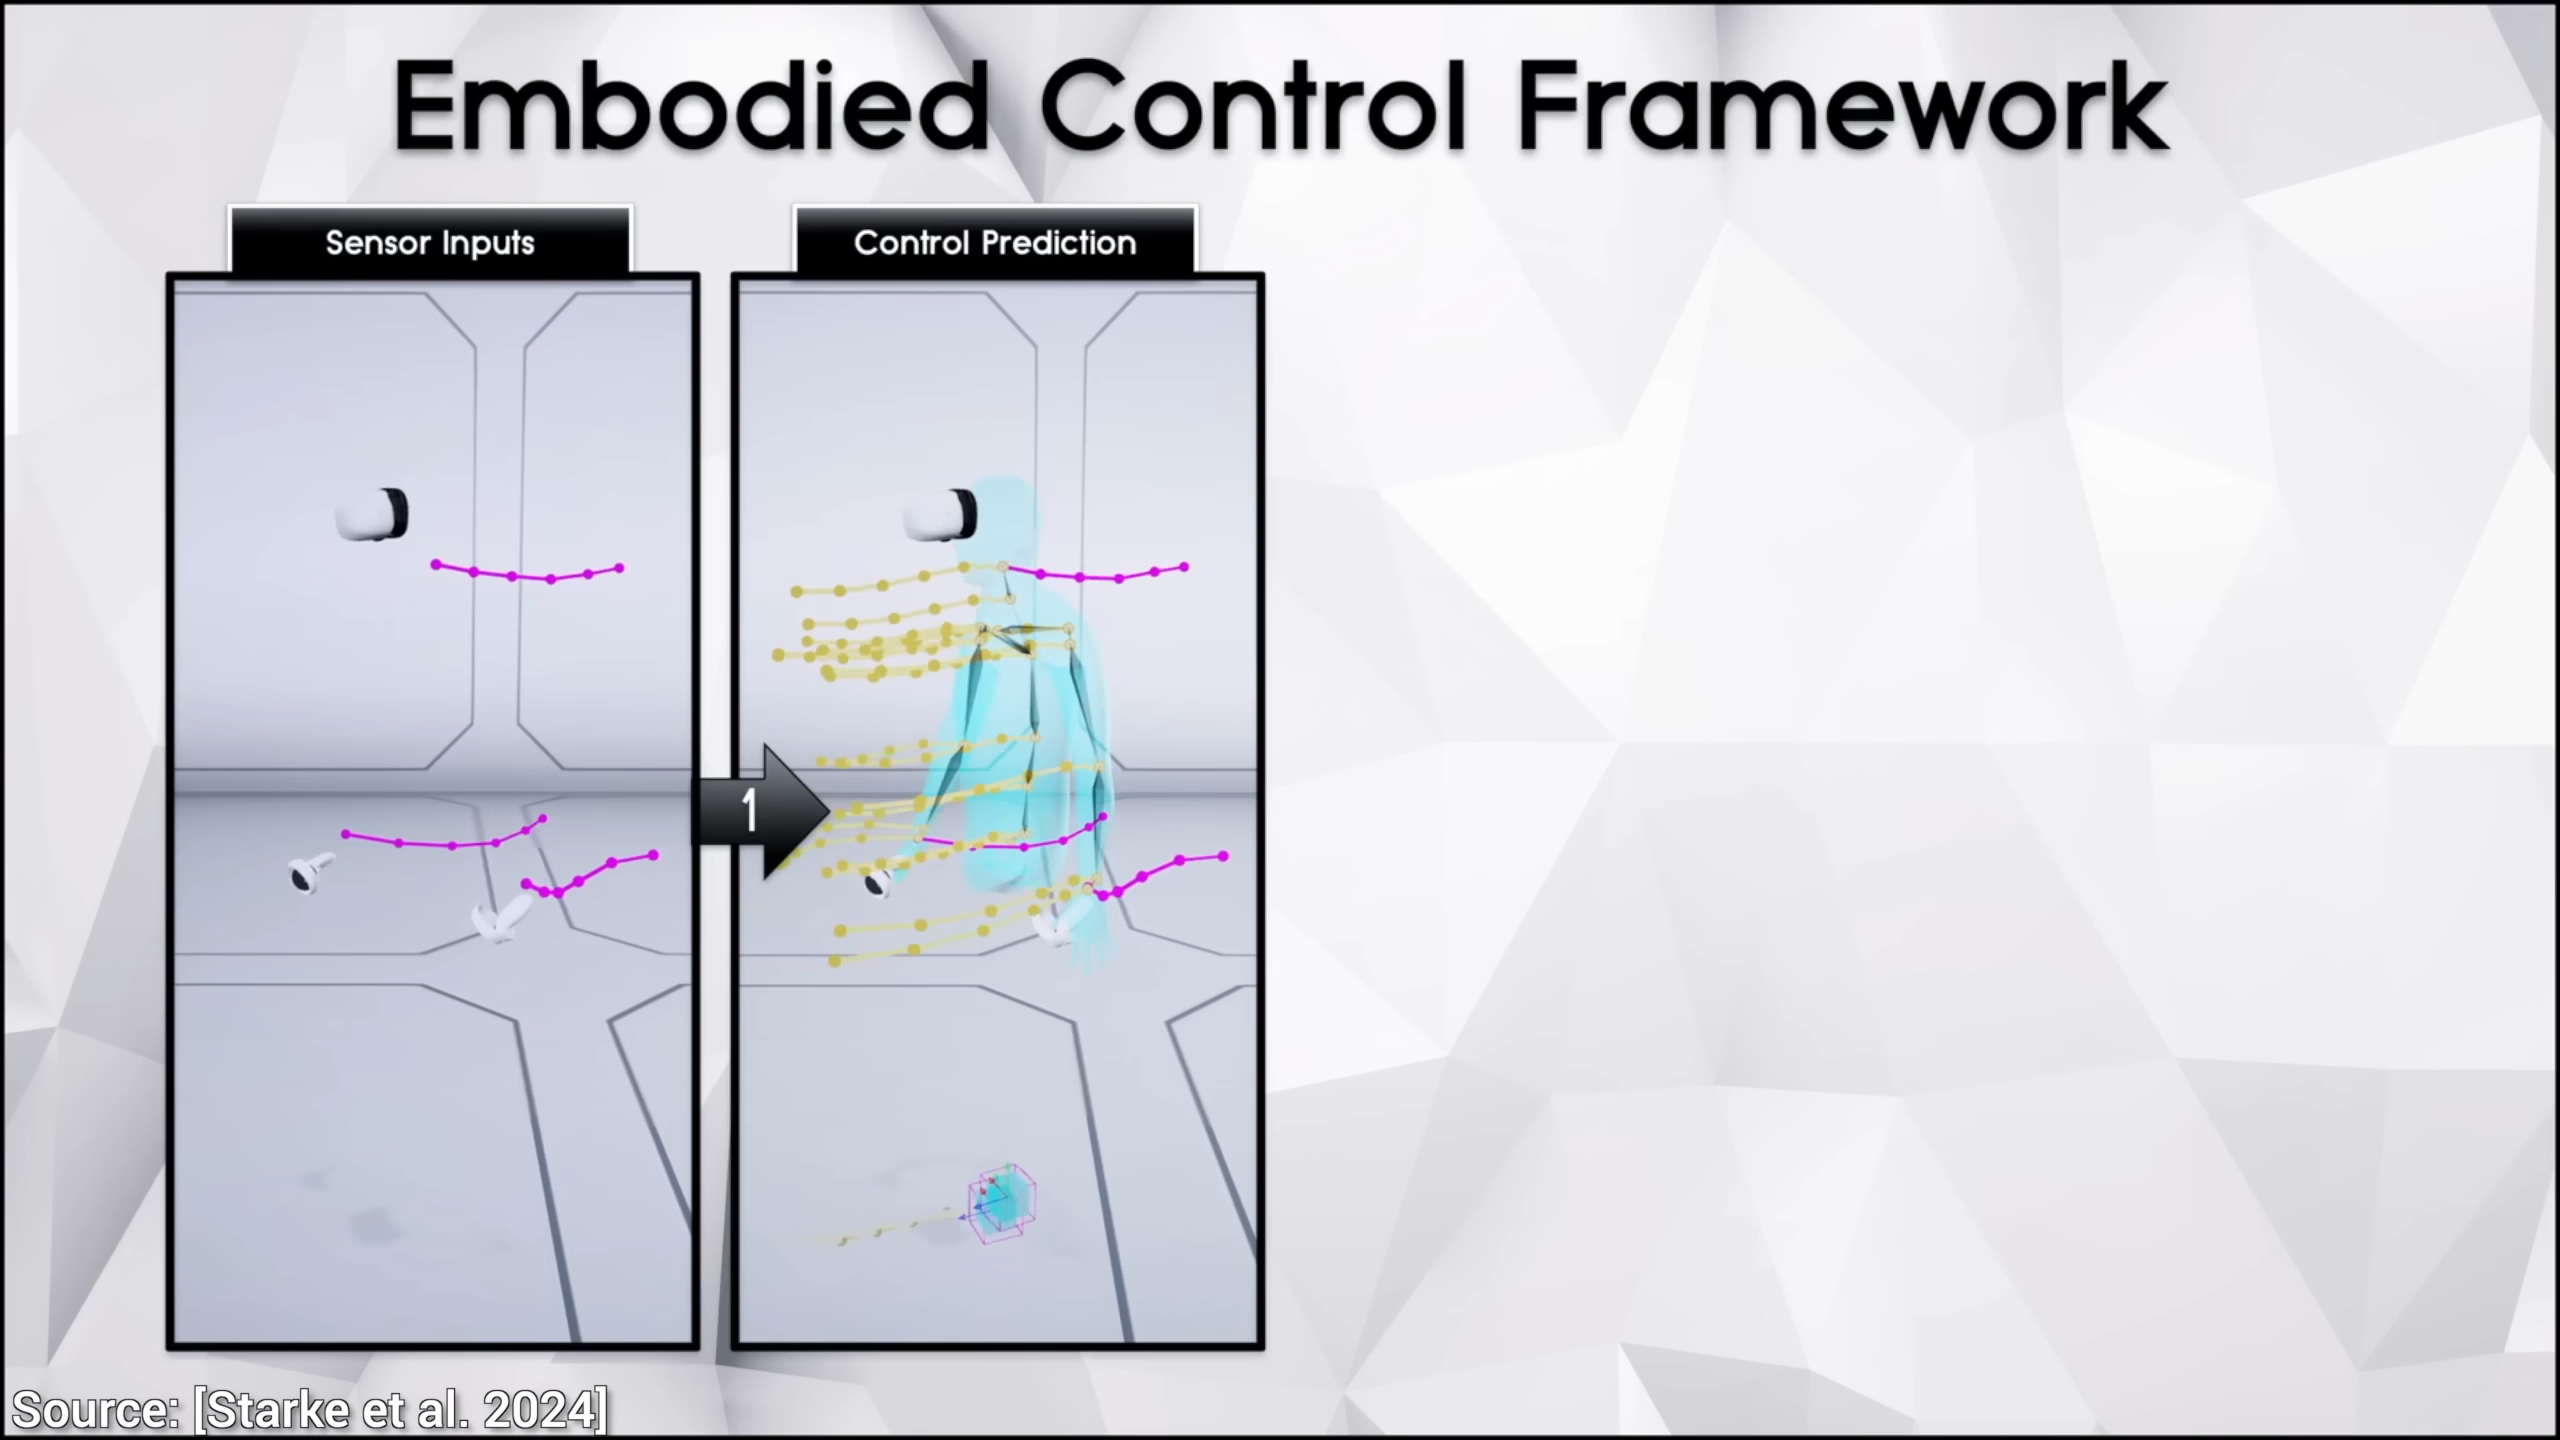 Embodied Control Framework
Sensor Inputs
Control Prediction
1
Source: [Starke et al. 2024]